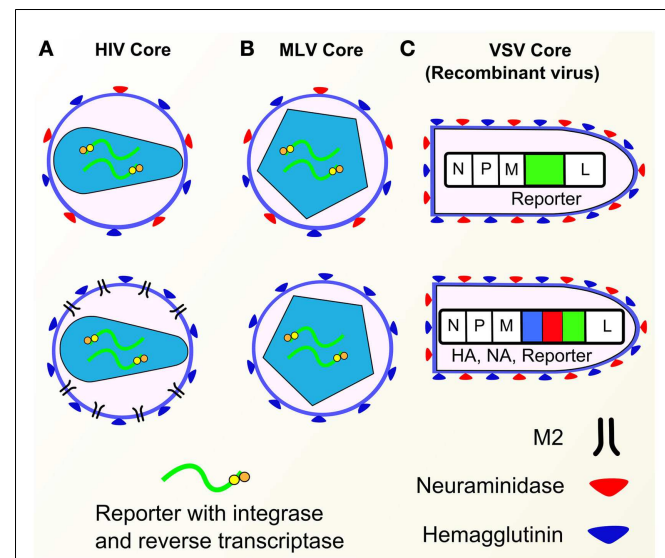 A HIV Core
B MLV Core
C VSV Core
(Recombinant virus)
N P M L
Reporter
N P M L
HA, NA, Reporter
M2
Neuraminidase
Hemagglutinin
Reporter with integrase
and reverse transcriptase